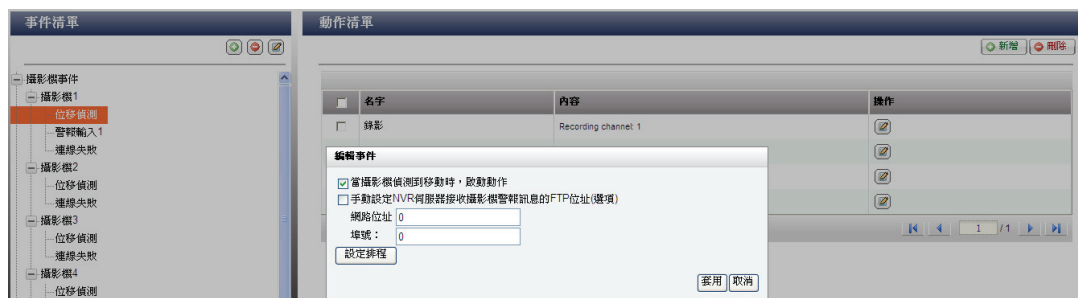 事件清單
動作清單
新增 刪除
攝影機事件
攝影機1
位移偵測
警報輸入1
連線失敗
攝影機2
位移偵測
連線失敗
攝影機3
位移偵測
連線失敗
攝影機4
位移偵測
名字 內容 操作
錄影 Recording channel: 1
編輯事件
當攝影機偵測到移動時，啟動動作
手動設定NVR伺服器接收攝影機警報訊息的FTP位址(選項)
網路位址 0
埠號： 0
設定排程
套用 取消
1 /1